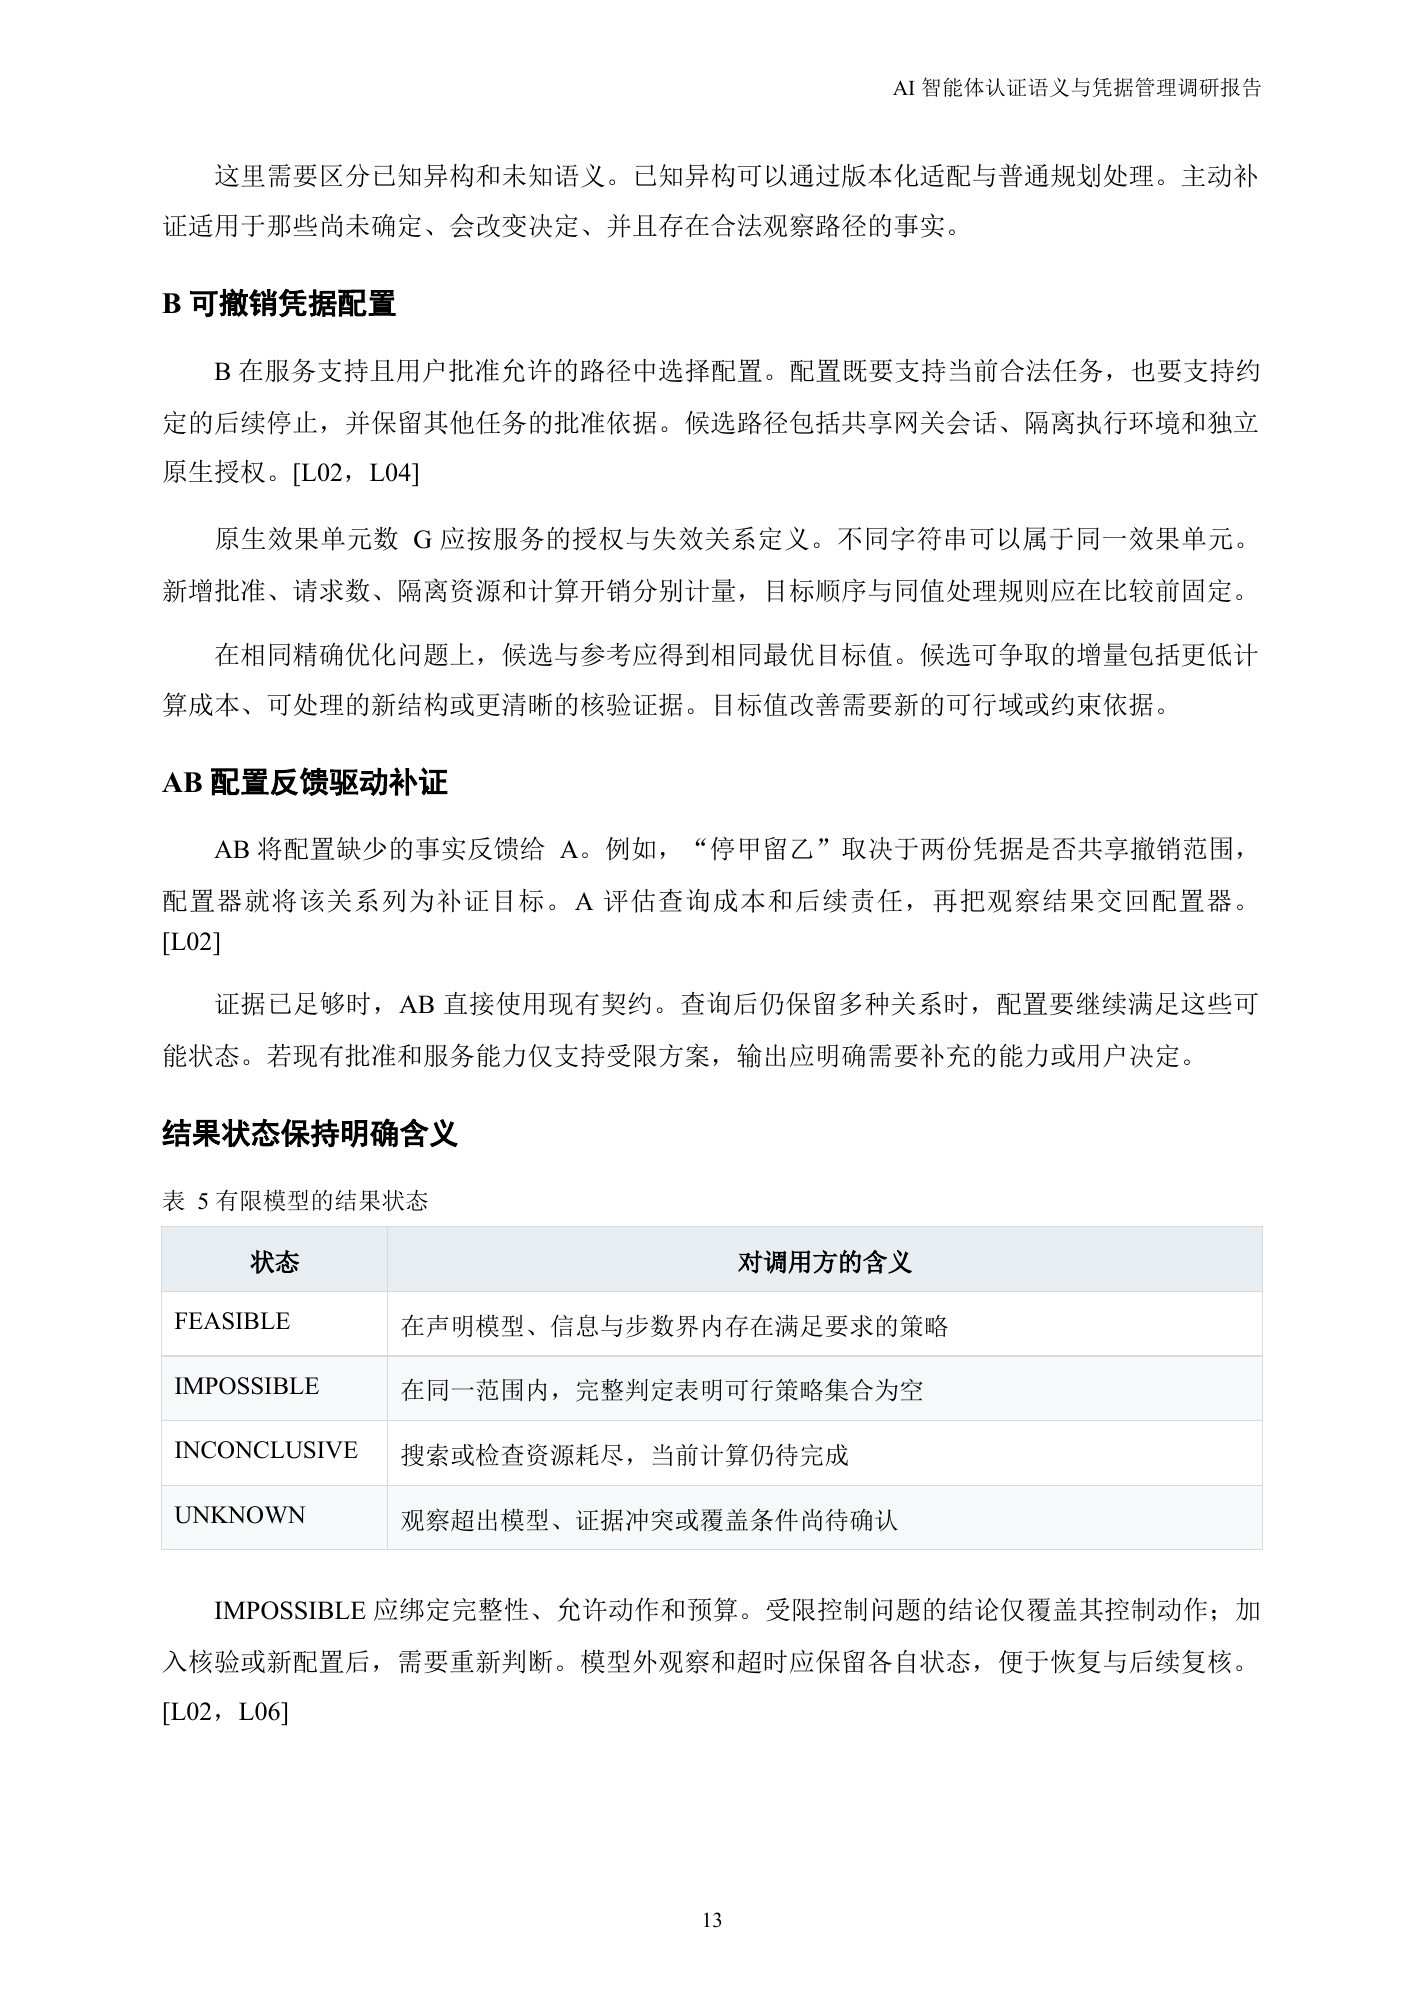 AI 智能体认证语义与凭据管理调研报告
这里需要区分已知异构和未知语义。已知异构可以通过版本化适配与普通规划处理。主动补
证适用于那些尚未确定、会改变决定、并且存在合法观察路径的事实。
B 可撤销凭据配置
B 在服务支持且用户批准允许的路径中选择配置。配置既要支持当前合法任务，也要支持约
定的后续停止，并保留其他任务的批准依据。候选路径包括共享网关会话、隔离执行环境和独立
原生授权。[L02，L04]
原生效果单元数 G 应按服务的授权与失效关系定义。不同字符串可以属于同一效果单元。
新增批准、请求数、隔离资源和计算开销分别计量，目标顺序与同值处理规则应在比较前固定。
在相同精确优化问题上，候选与参考应得到相同最优目标值。候选可争取的增量包括更低计
算成本、可处理的新结构或更清晰的核验证据。目标值改善需要新的可行域或约束依据。
AB 配置反馈驱动补证
AB 将配置缺少的事实反馈给 A。例如，“停甲留乙”取决于两份凭据是否共享撤销范围，
配置器就将该关系列为补证目标。A 评估查询成本和后续责任，再把观察结果交回配置器。
[L02]
证据已足够时，AB 直接使用现有契约。查询后仍保留多种关系时，配置要继续满足这些可
能状态。若现有批准和服务能力仅支持受限方案，输出应明确需要补充的能力或用户决定。
结果状态保持明确含义
表 5 有限模型的结果状态
状态 对调用方的含义
FEASIBLE 在声明模型、信息与步数界内存在满足要求的策略
IMPOSSIBLE 在同一范围内，完整判定表明可行策略集合为空
INCONCLUSIVE 搜索或检查资源耗尽，当前计算仍待完成
UNKNOWN 观察超出模型、证据冲突或覆盖条件尚待确认
IMPOSSIBLE 应绑定完整性、允许动作和预算。受限控制问题的结论仅覆盖其控制动作；加
入核验或新配置后，需要重新判断。模型外观察和超时应保留各自状态，便于恢复与后续复核。
[L02，L06]
13